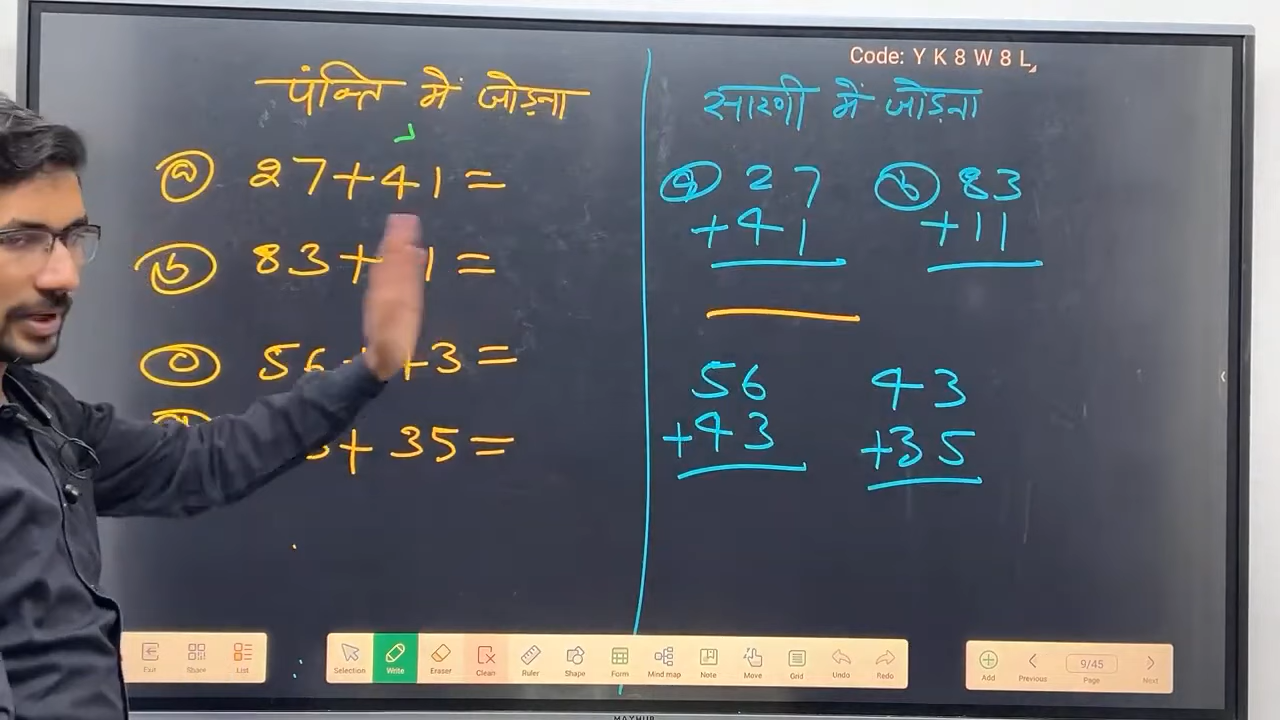 Code: Y K 8 W 8 L
पंक्ति में जोड़ना
ⓐ 27+41=
ⓑ 83+ 1=
ⓒ 56+ +3=
+ 35=
सारणी में जोड़ना
ⓐ 27
+41
ⓑ 83
+11
56
+43
43
+35
Exit
Share
List
Selection
Write
Eraser
Clean
Ruler
Shape
Form
Mind map
Note
Move
Grid
Undo
Redo
Add
Previous
9/45
Page
Next
MAYHUB